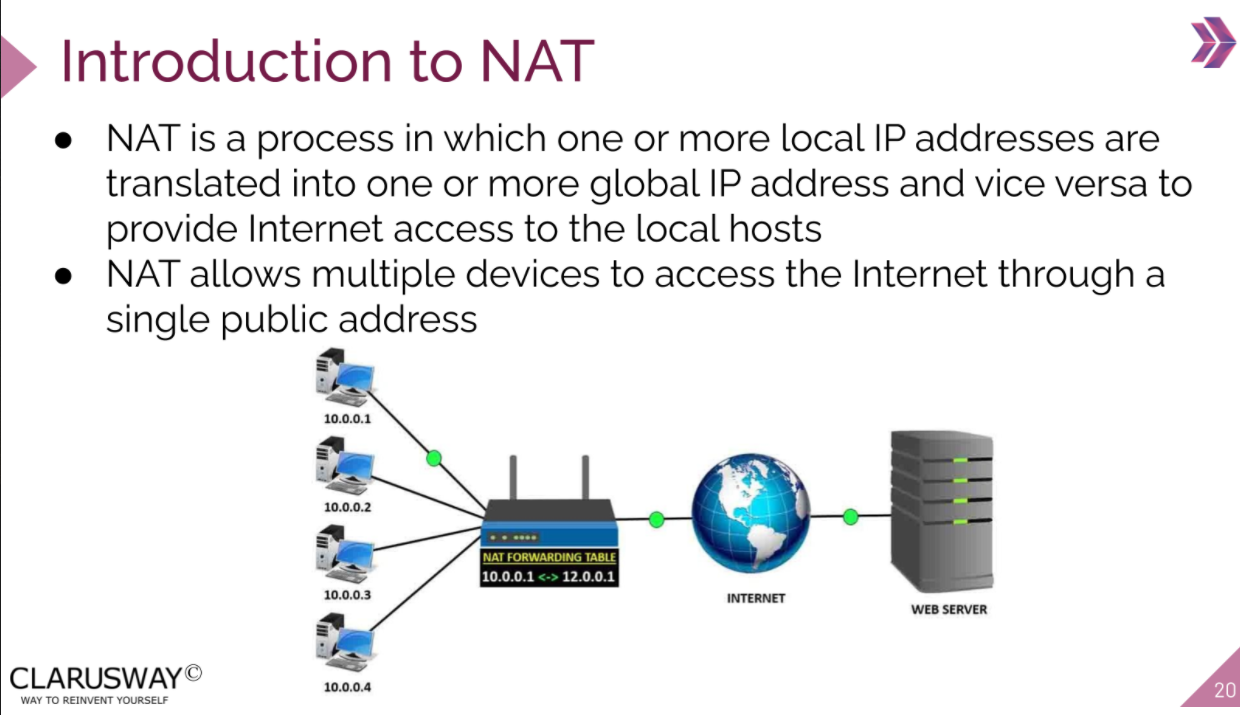 Introduction to NAT
● NAT is a process in which one or more local IP addresses are
translated into one or more global IP address and vice versa to
provide Internet access to the local hosts
● NAT allows multiple devices to access the Internet through a
single public address
10.0.0.1
10.0.0.2
10.0.0.3
10.0.0.4
NAT FORWARDING TABLE
10.0.0.1 <-> 12.0.0.1
INTERNET
WEB SERVER
CLARUSWAY©
WAY TO REINVENT YOURSELF
20